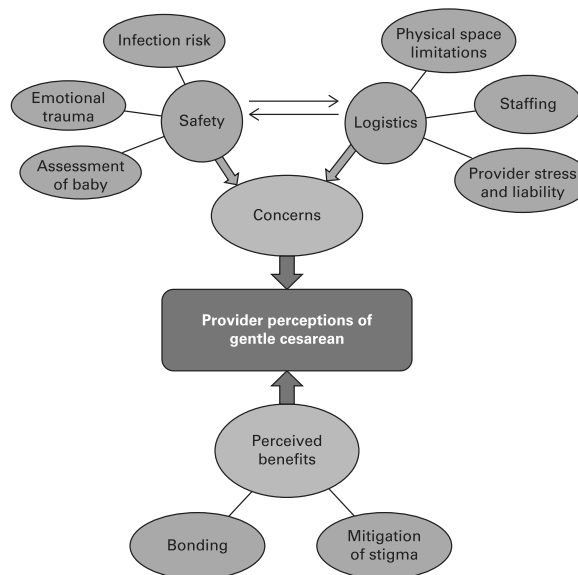 Infection risk
Physical space
limitations
Emotional
trauma
Safety
Logistics
Staffing
Assessment
of baby
Provider stress
and liability
Concerns
Provider perceptions of
gentle cesarean
Perceived
benefits
Bonding
Mitigation
of stigma